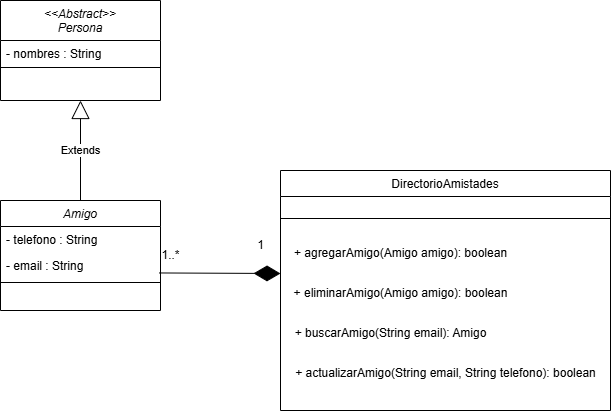 <<Abstract>>
Persona
- nombres : String
Extends
Amigo
- telefono : String
- email : String
1..*
1
DirectorioAmistades
+ agregarAmigo(Amigo amigo): boolean
+ eliminarAmigo(Amigo amigo): boolean
+ buscarAmigo(String email): Amigo
+ actualizarAmigo(String email, String telefono): boolean